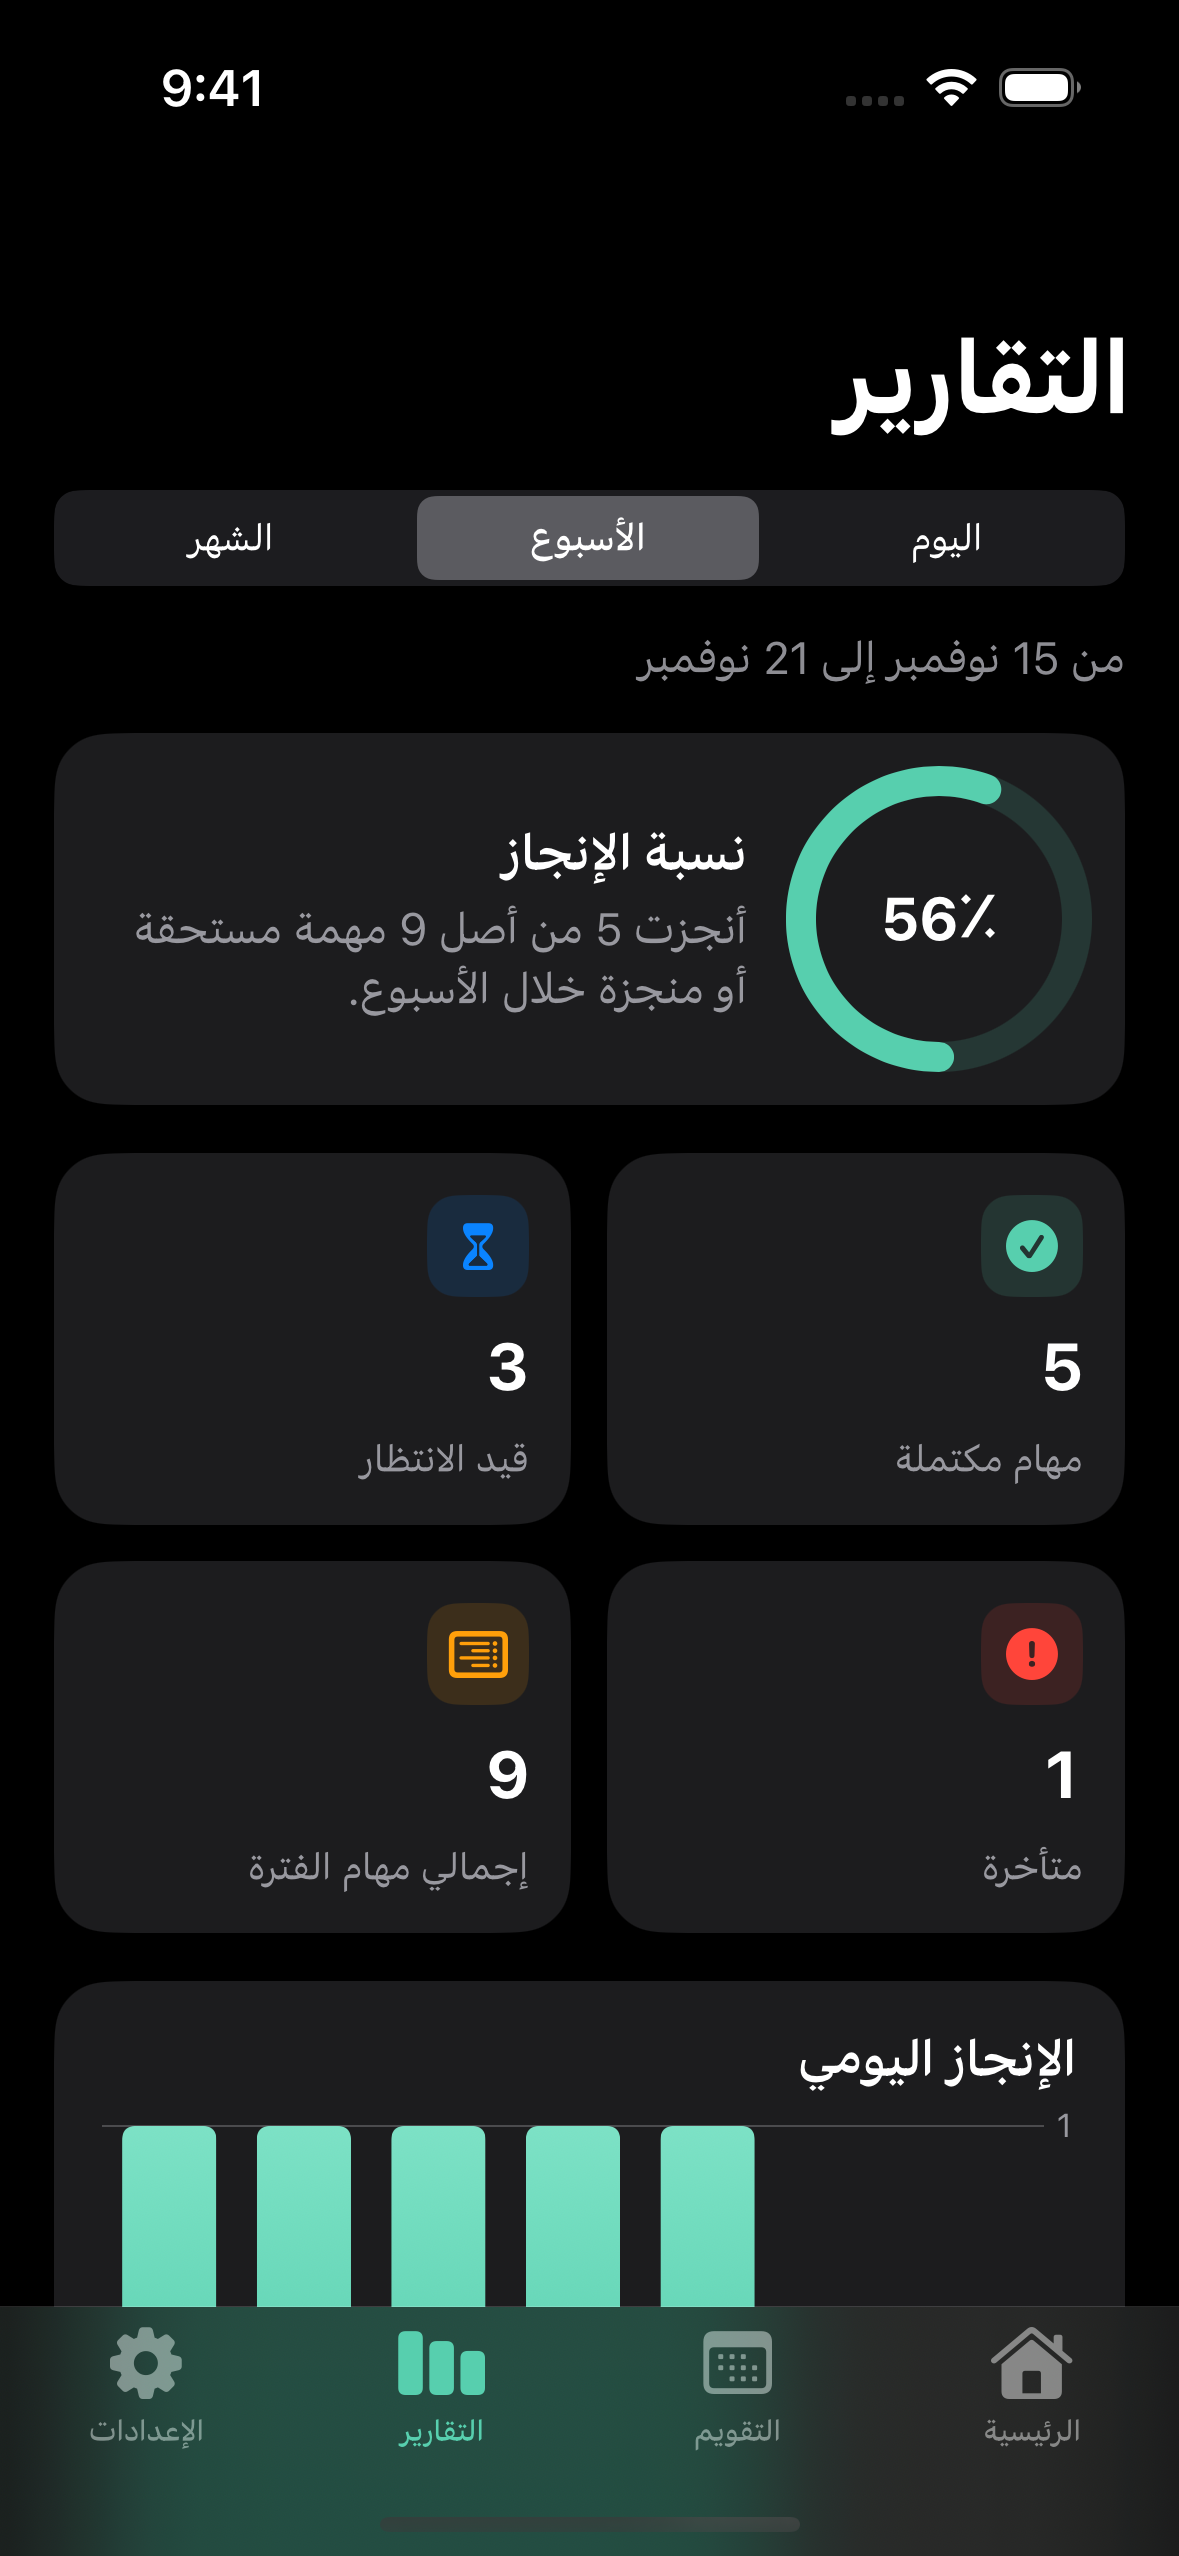 9:41
التقارير
اليوم
الأسبوع
الشهر
من 15 نوفمبر إلى 21 نوفمبر
56٪
نسبة الإنجاز
أنجزت 5 من أصل 9 مهمة مستحقة
أو منجزة خلال الأسبوع.
5
مهام مكتملة
3
قيد الانتظار
1
متأخرة
9
إجمالي مهام الفترة
الإنجاز اليومي
1
الرئيسية
التقويم
التقارير
الإعدادات